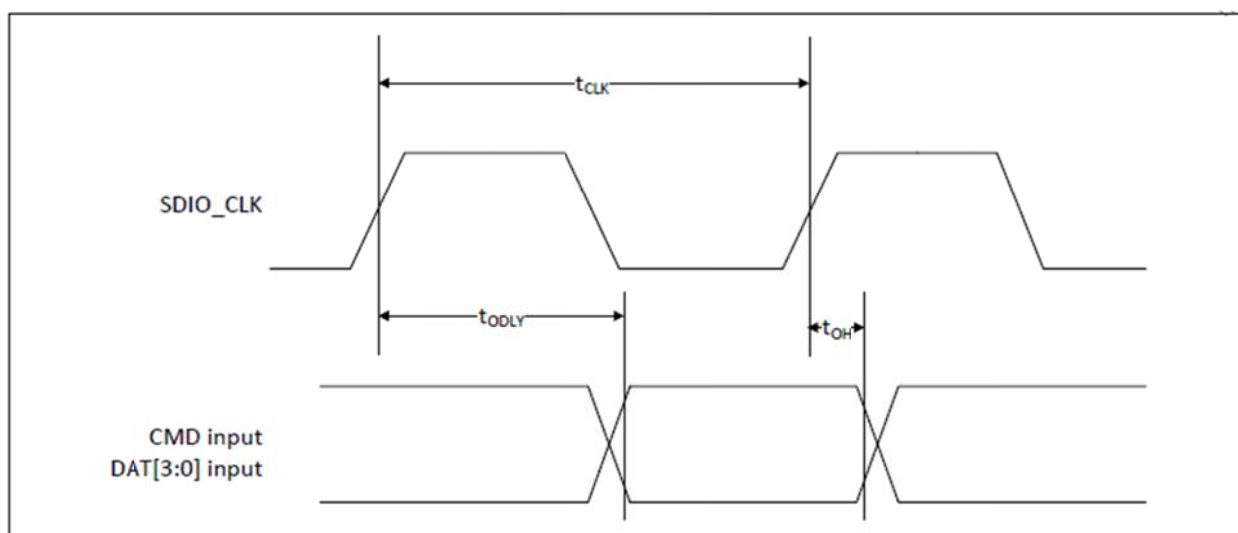 tCLK
SDIO_CLK
tODLY
tOH
CMD input
DAT[3:0] input